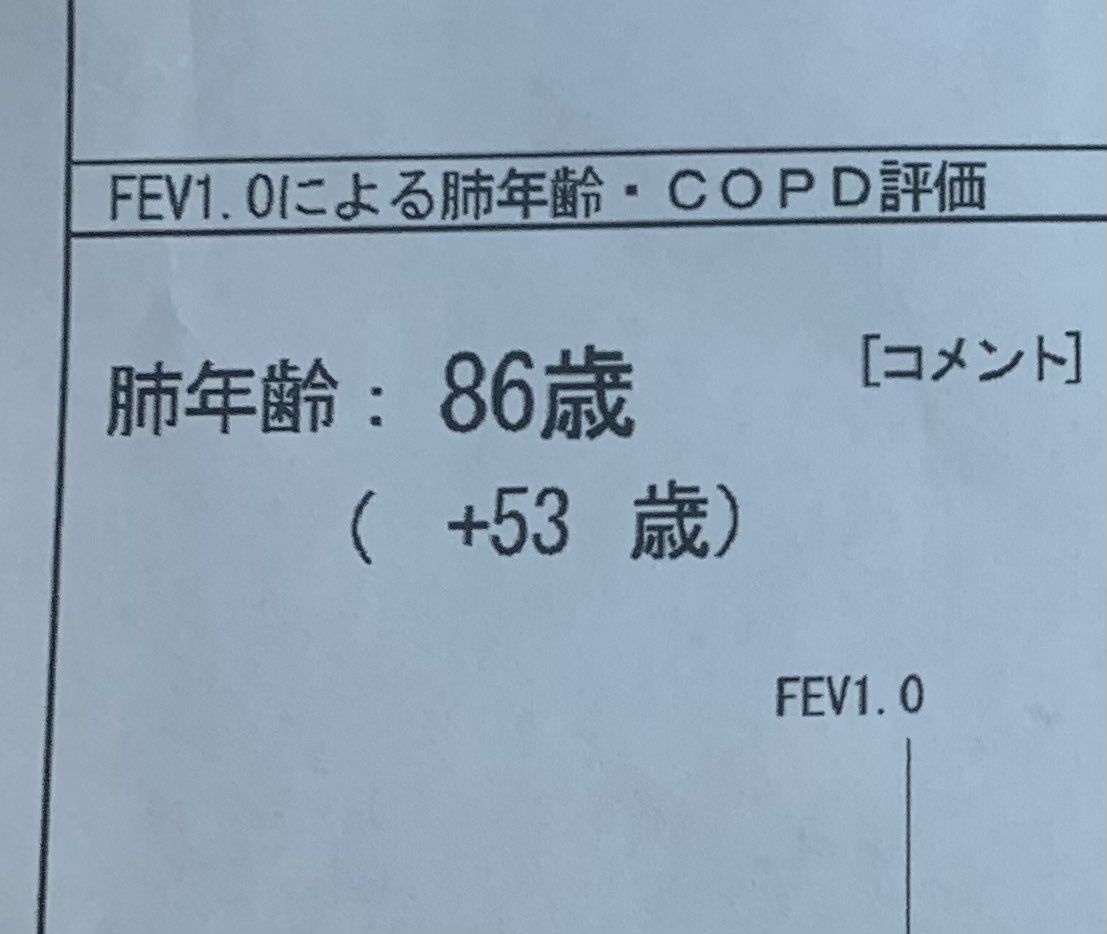 FEV1.0による肺年齢・ＣＯＰＤ評価
肺年齢： 86歳
[コメント]
( +53 歳)
FEV1.0